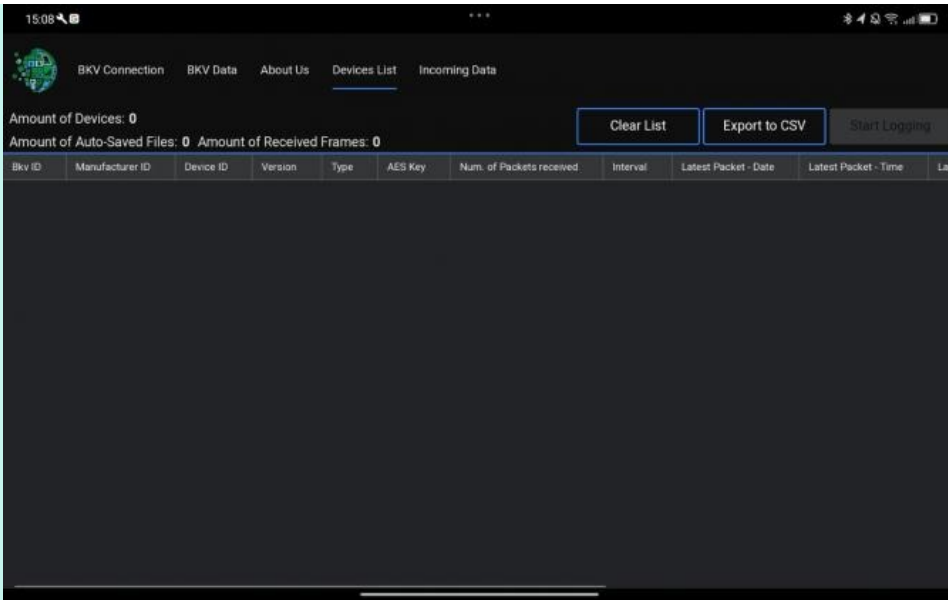 15:08
BKV Connection BKV Data About Us Devices List Incoming Data
Amount of Devices: 0
Amount of Auto-Saved Files: 0 Amount of Received Frames: 0
Clear List Export to CSV Start Logging
Bkv ID Manufacturer ID Device ID Version Type AES Key Num. of Packets received Interval Latest Packet - Date Latest Packet - Time La